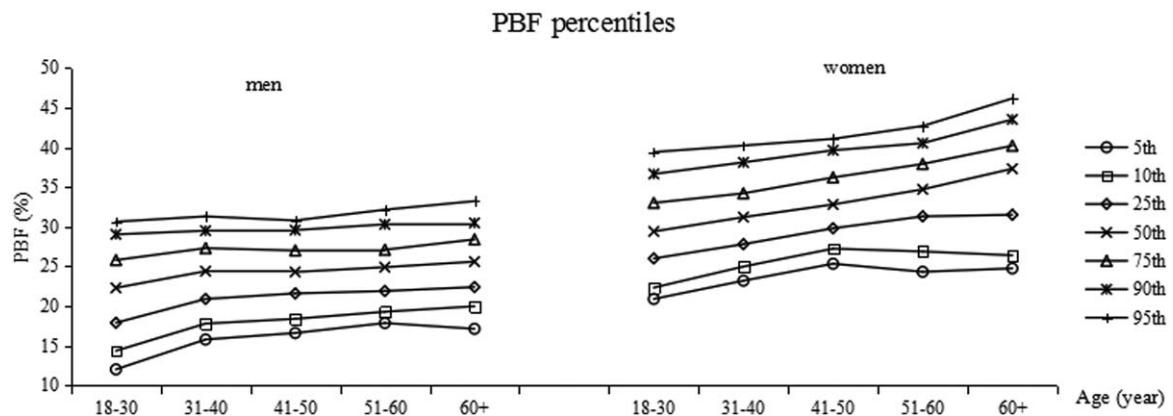 PBF percentiles
men
women
PBF (%)
50
45
40
35
30
25
20
15
10
18-30 31-40 41-50 51-60 60+ 18-30 31-40 41-50 51-60 60+ Age (year)
5th
10th
25th
50th
75th
90th
95th